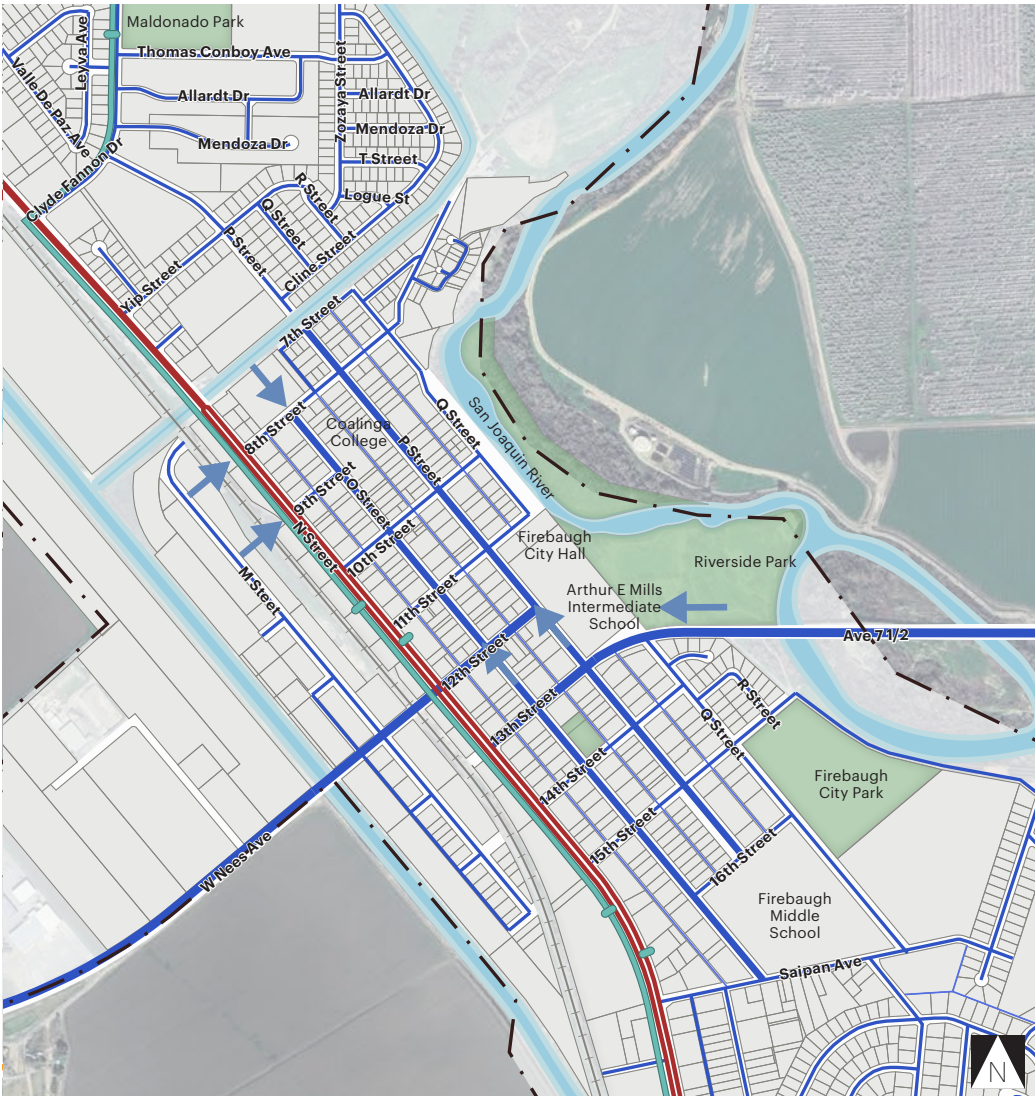 Maldonado Park
Leyva Ave
Thomas Conboy Ave
Zozaya Street
Valle De Paz Ave
Allardt Dr
Allardt Dr
Mendoza Dr
Mendoza Dr
T Street
Clyde Fannon Dr
R Street
Logue St
Q Street
P Street
Cline Street
Yip Street
7th Street
8th Street
Coalinga
College
Q Street
San Joaquin River
P Street
9th Street
O Street
N Street
10th Street
Firebaugh
City Hall
Riverside Park
M Steet
11th Street
Arthur E Mills
Intermediate
School
Ave 7 1/2
12th Street
13th Street
R Street
Q Street
14th Street
Firebaugh
City Park
15th Street
16th Street
W Nees Ave
Firebaugh
Middle
School
Saipan Ave
N